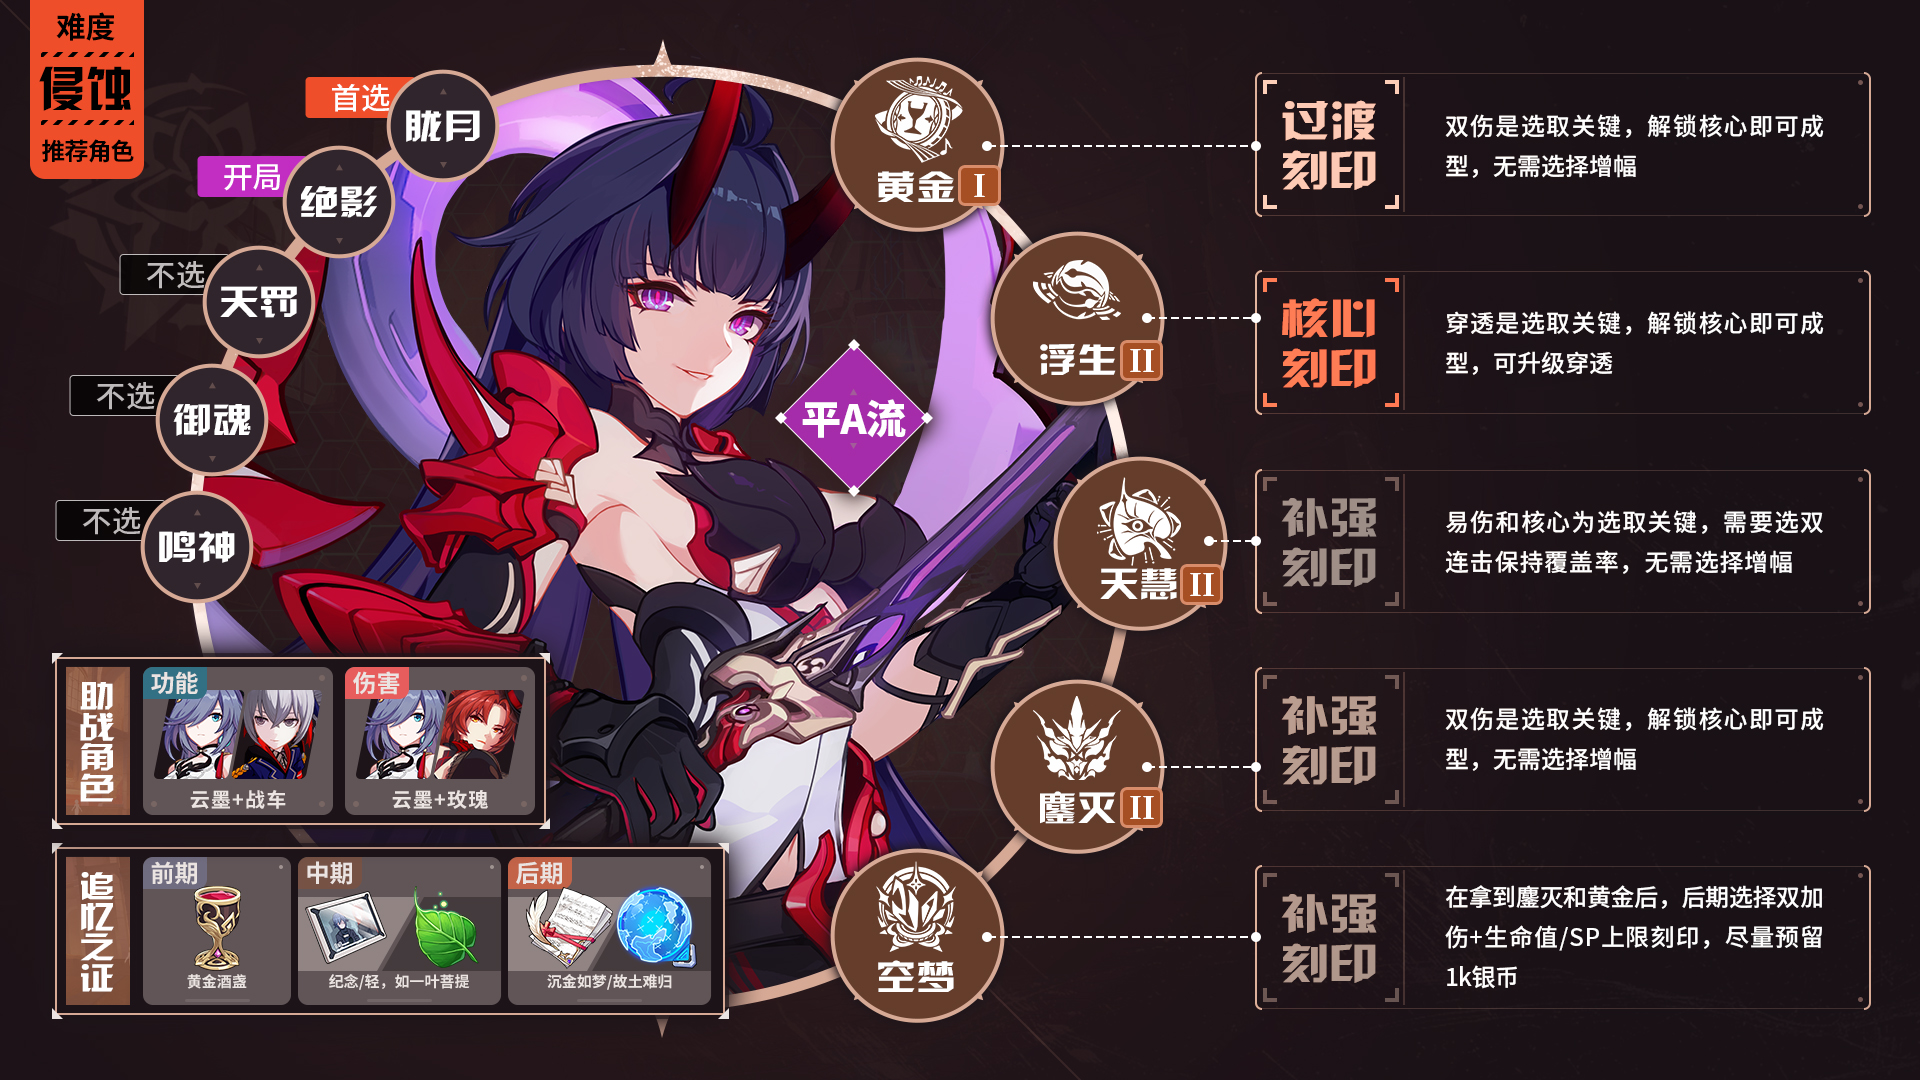 难度
侵蚀
推荐角色
首选
胧月
开局
绝影
不选
天罚
不选
御魂
不选
鸣神
平A流
黄金 I
过渡
刻印
双伤是选取关键，解锁核心即可成
型，无需选择增幅
浮生 II
核心
刻印
穿透是选取关键，解锁核心即可成
型，可升级穿透
天慧 II
补强
刻印
易伤和核心为选取关键，需要选双
连击保持覆盖率，无需选择增幅
鏖灭 II
补强
刻印
双伤是选取关键，解锁核心即可成
型，无需选择增幅
空梦
补强
刻印
在拿到鏖灭和黄金后，后期选择双加
伤+生命值/SP上限刻印，尽量预留
1k银币
助战角色
功能
云墨+战车
伤害
云墨+玫瑰
追忆之证
前期
黄金酒盏
中期
纪念/轻，如一叶菩提
后期
沉金如梦/故土难归